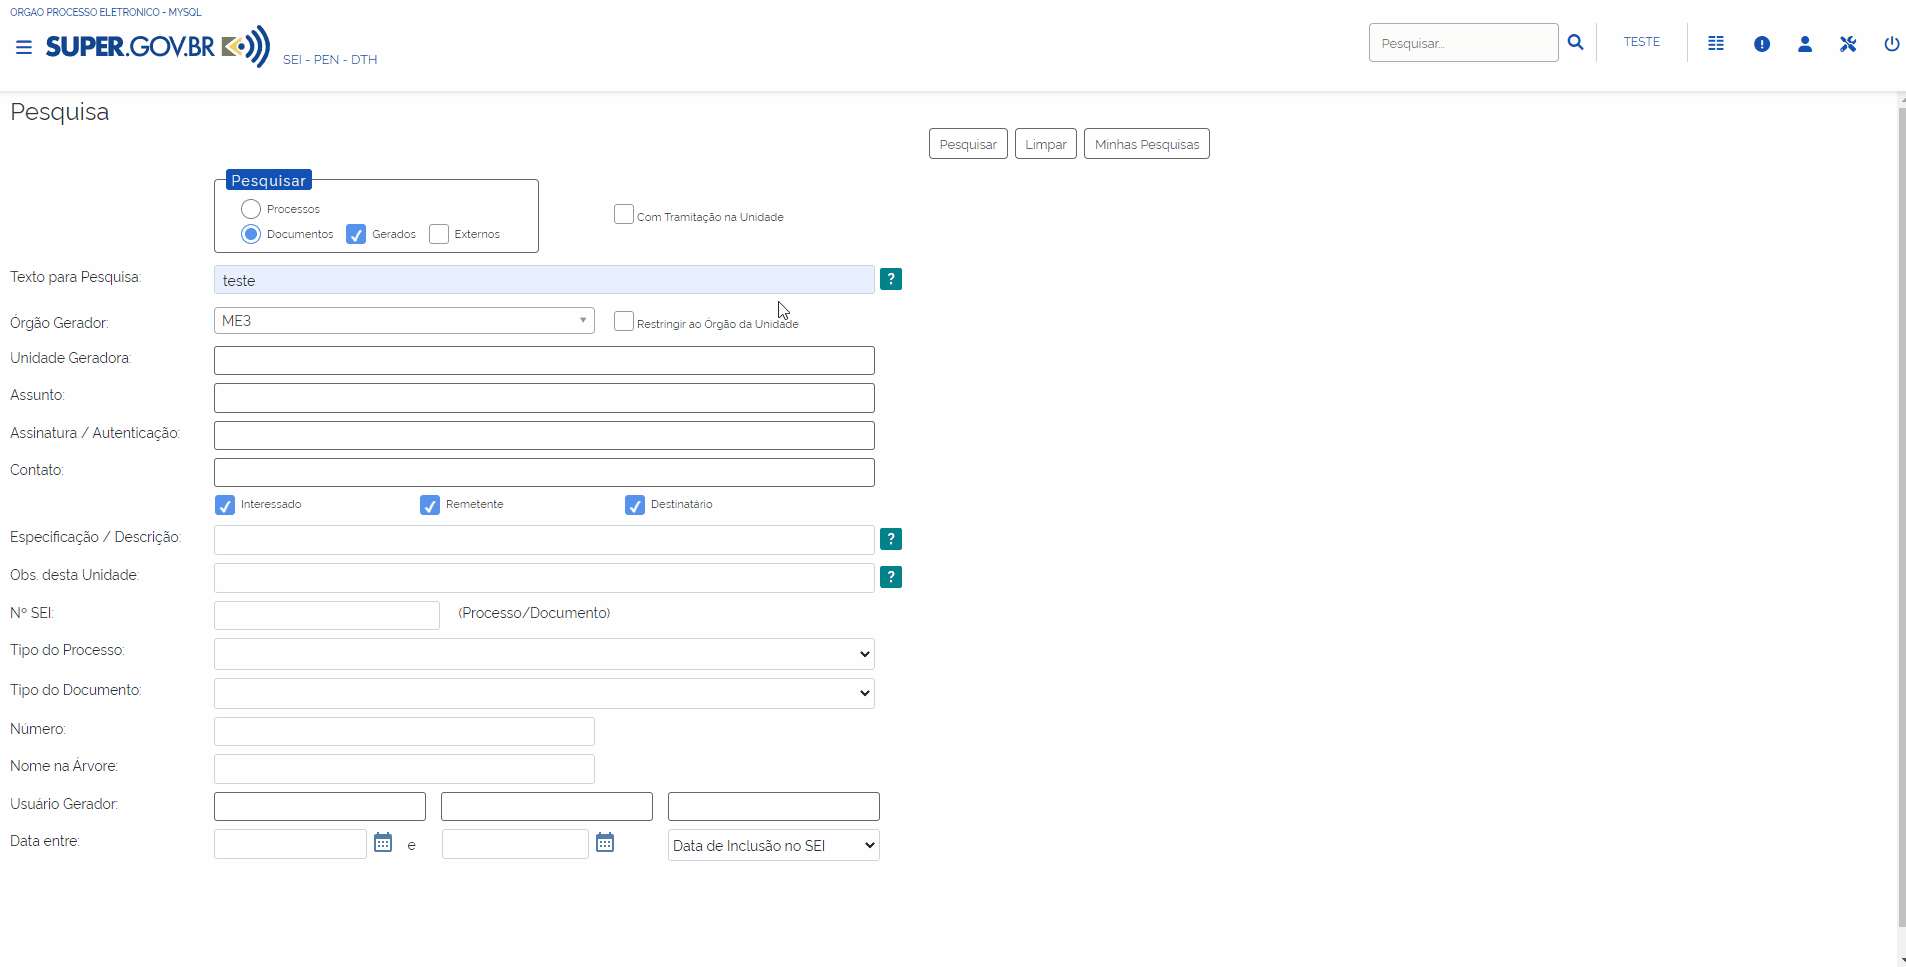 ORGAO PROCESSO ELETRONICO - MYSQL
SUPER.GOV.BR
SEI - PEN - DTH
Pesquisar...
TESTE
Pesquisa
Pesquisar
Limpar
Minhas Pesquisas
Pesquisar
Processos
Documentos
Gerados
Externos
Com Tramitação na Unidade
Texto para Pesquisa:
teste
?
Órgão Gerador:
ME3
Restringir ao Órgão da Unidade
Unidade Geradora:
Assunto:
Assinatura / Autenticação:
Contato:
Interessado
Remetente
Destinatário
Especificação / Descrição:
?
Obs. desta Unidade:
?
Nº SEI:
(Processo/Documento)
Tipo do Processo:
Tipo do Documento:
Número:
Nome na Árvore:
Usuário Gerador:
Data entre:
e
Data de Inclusão no SEI